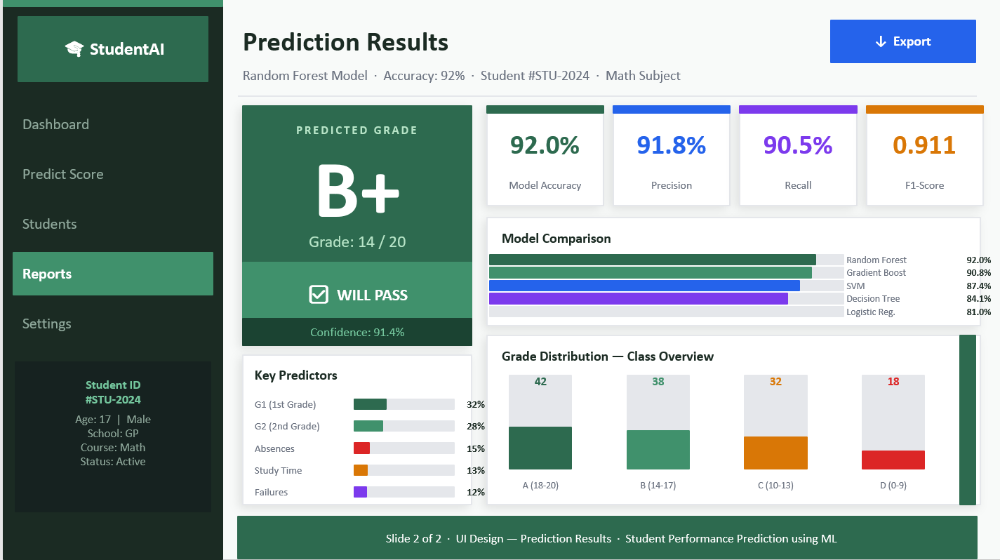 StudentAI
Dashboard
Predict Score
Students
Reports
Settings
Student ID
#STU-2024
Age: 17 | Male
School: GP
Course: Math
Status: Active
Prediction Results
Random Forest Model · Accuracy: 92% · Student #STU-2024 · Math Subject
↓ Export
PREDICTED GRADE
B+
Grade: 14 / 20
WILL PASS
Confidence: 91.4%
92.0%
Model Accuracy
91.8%
Precision
90.5%
Recall
0.911
F1-Score
Model Comparison
Random Forest 92.0%
Gradient Boost 90.8%
SVM 87.4%
Decision Tree 84.1%
Logistic Reg. 81.0%
Key Predictors
G1 (1st Grade) 32%
G2 (2nd Grade) 28%
Absences 15%
Study Time 13%
Failures 12%
Grade Distribution — Class Overview
42 38 32 18
A (18-20) B (14-17) C (10-13) D (0-9)
Slide 2 of 2 · UI Design — Prediction Results · Student Performance Prediction using ML